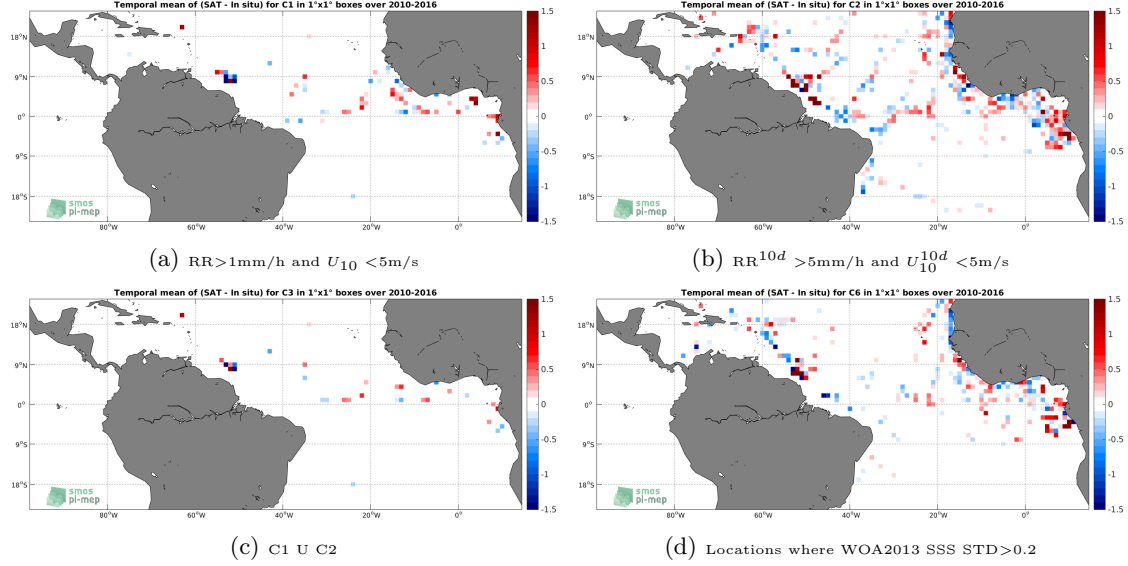 Temporal mean of (SAT - In situ) for C1 in 1°x1° boxes over 2010-2016
18°N
9°N
0°
9°S
18°S
80°W 60°W 40°W 20°W 0°
1.5
1
0.5
0
-0.5
-1
-1.5
smos
pi-mep
(a) RR>1mm/h and U10 <5m/s
Temporal mean of (SAT - In situ) for C2 in 1°x1° boxes over 2010-2016
18°N
9°N
0°
9°S
18°S
80°W 60°W 40°W 20°W 0°
1.5
1
0.5
0
-0.5
-1
-1.5
smos
pi-mep
(b) RR10d >5mm/h and U10 10d <5m/s
Temporal mean of (SAT - In situ) for C3 in 1°x1° boxes over 2010-2016
18°N
9°N
0°
9°S
18°S
80°W 60°W 40°W 20°W 0°
1.5
1
0.5
0
-0.5
-1
-1.5
smos
pi-mep
(c) C1 U C2
Temporal mean of (SAT - In situ) for C6 in 1°x1° boxes over 2010-2016
18°N
9°N
0°
9°S
18°S
80°W 60°W 40°W 20°W 0°
1.5
1
0.5
0
-0.5
-1
-1.5
smos
pi-mep
(d) Locations where WOA2013 SSS STD>0.2